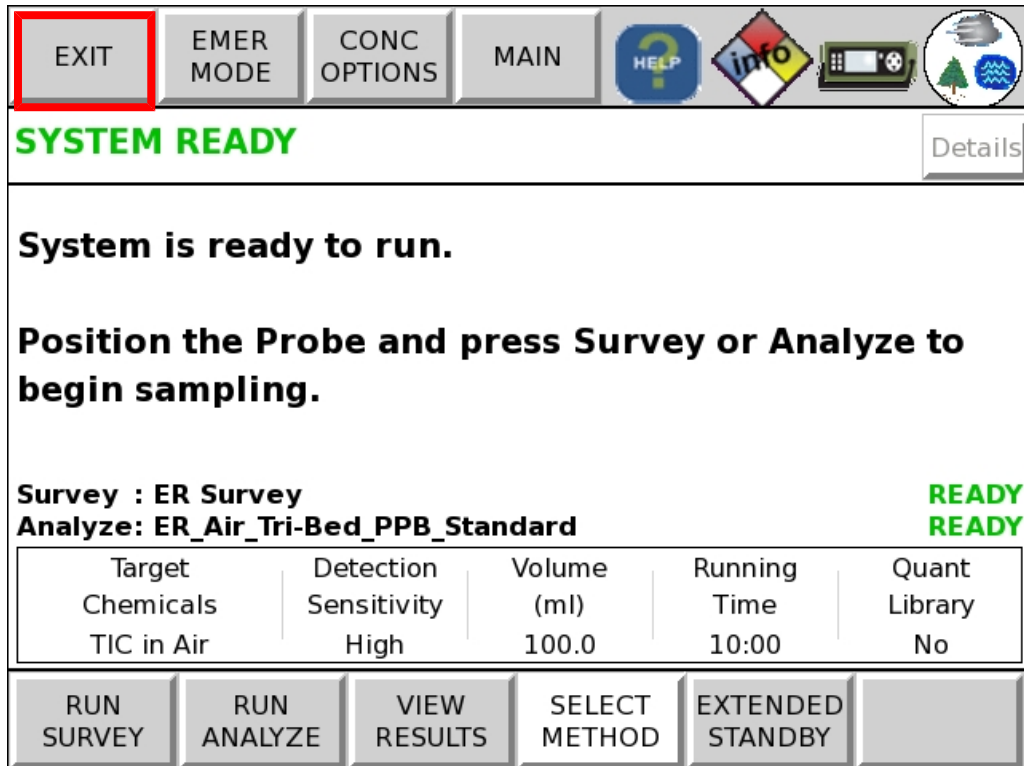 EXIT
EMER
MODE
CONC
OPTIONS
MAIN
HELP
info
SYSTEM READY
Details
System is ready to run.
Position the Probe and press Survey or Analyze to
begin sampling.
Survey : ER Survey READY
Analyze: ER_Air_Tri-Bed_PPB_Standard READY
Target Detection Volume Running Quant
Chemicals Sensitivity (ml) Time Library
TIC in Air High 100.0 10:00 No
RUN
SURVEY
RUN
ANALYZE
VIEW
RESULTS
SELECT
METHOD
EXTENDED
STANDBY